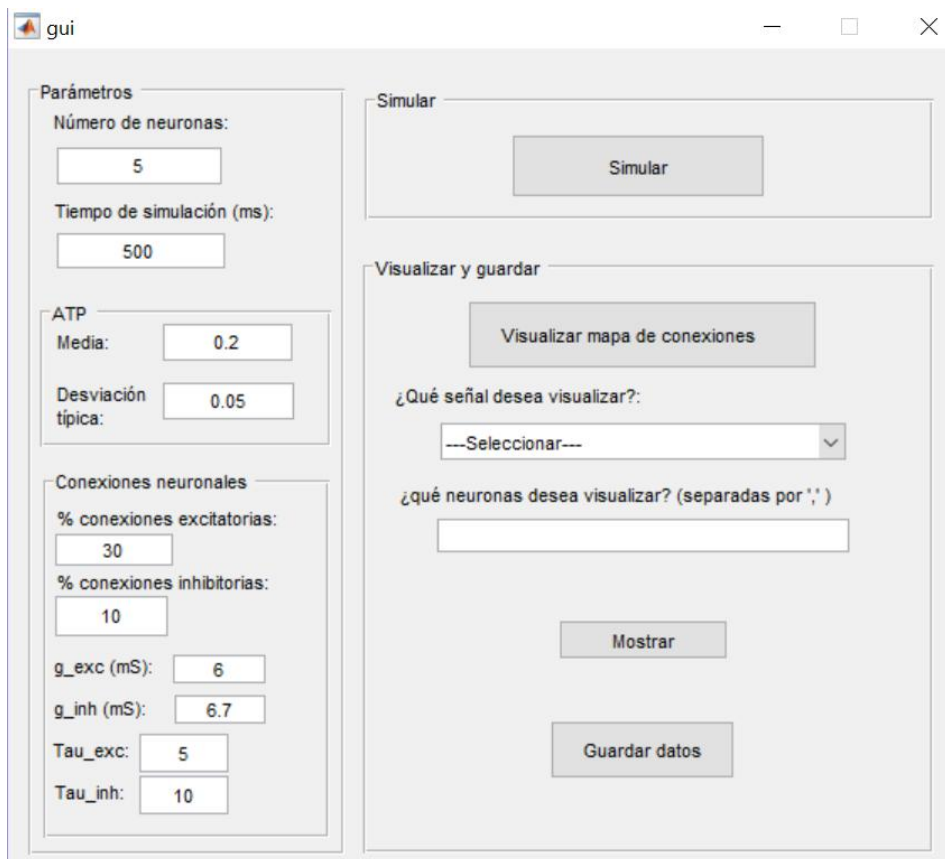 gui
Parámetros
Número de neuronas:
5
Tiempo de simulación (ms):
500
ATP
Media:
0.2
Desviación
típica:
0.05
Conexiones neuronales
% conexiones excitatorias:
30
% conexiones inhibitorias:
10
g_exc (mS):
6
g_inh (mS):
6.7
Tau_exc:
5
Tau_inh:
10
Simular
Simular
Visualizar y guardar
Visualizar mapa de conexiones
¿Qué señal desea visualizar?:
---Seleccionar---
¿qué neuronas desea visualizar? (separadas por ',' )
Mostrar
Guardar datos